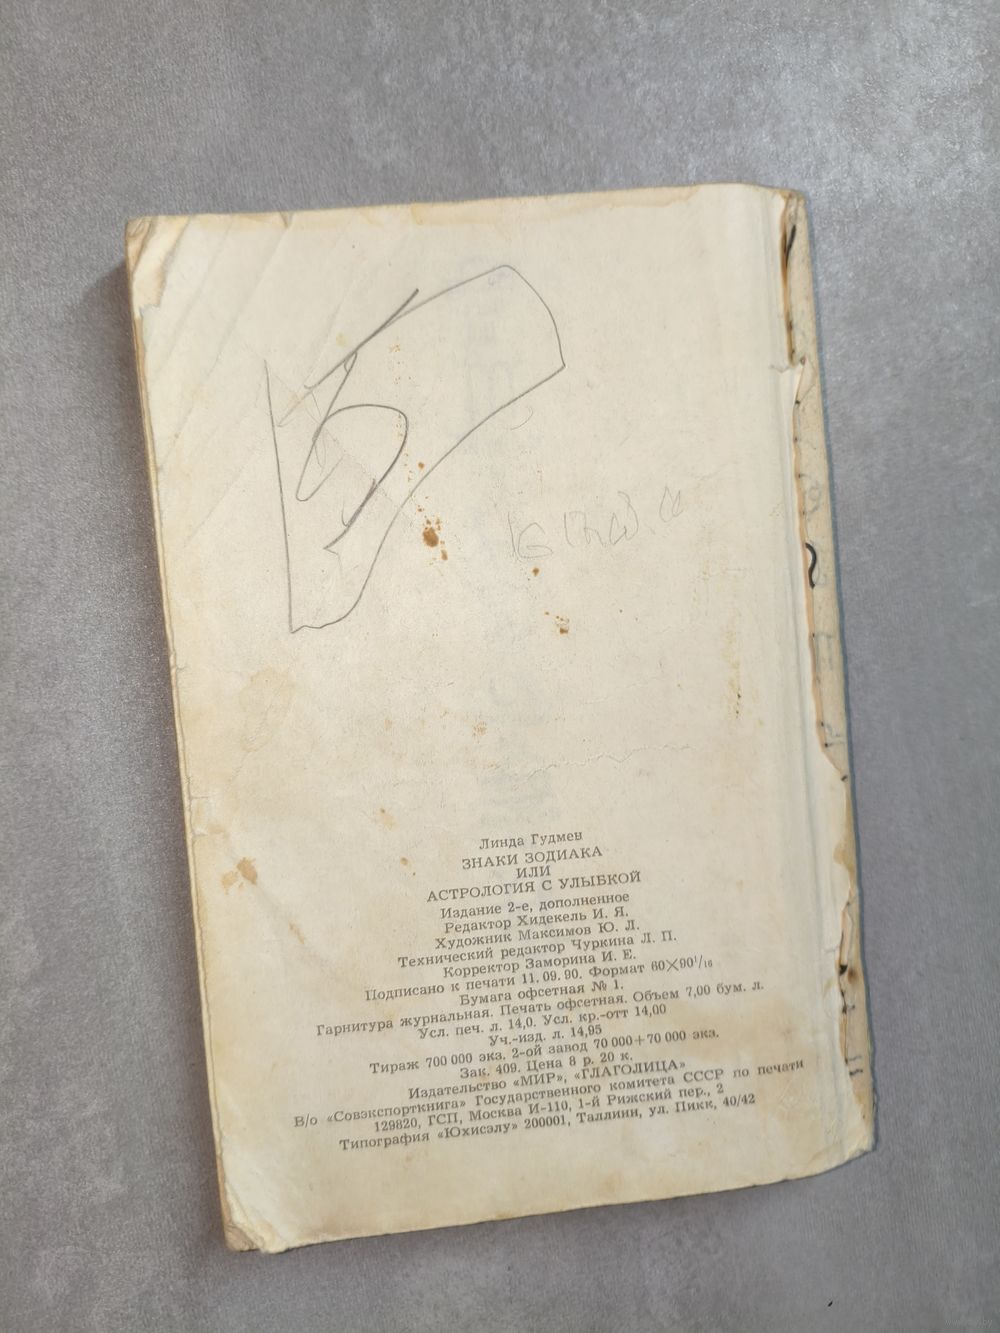 Линда Гудмен
ЗНАКИ ЗОДИАКА
ИЛИ
АСТРОЛОГИЯ С УЛЫБКОЙ
Издание 2-е, дополненное
Редактор Хидекель И. Я.
Художник Максимов Ю. Л.
Технический редактор Чуркина Л. П.
Корректор Заморина И. Е.
Подписано к печати 11. 09. 90. Формат 60×90¹/₁₆
Бумага офсетная № 1.
Гарнитура журнальная. Печать офсетная. Объем 7,00 бум. л.
Усл. печ. л. 14,0. Усл. кр.-отт 14,00
Уч.-изд. л. 14,95
Тираж 700 000 экз. 2-ой завод 70 000+70 000 экз.
Зак. 409. Цена 8 р. 20 к.
Издательство «МИР», «ГЛАГОЛИЦА»
В/о «Совэкспорткнига» Государственного комитета СССР по печати
129820, ГСП, Москва И-110, 1-й Рижский пер., 2
Типография «Юхисэлу» 200001, Таллинн, ул. Пикк, 40/42